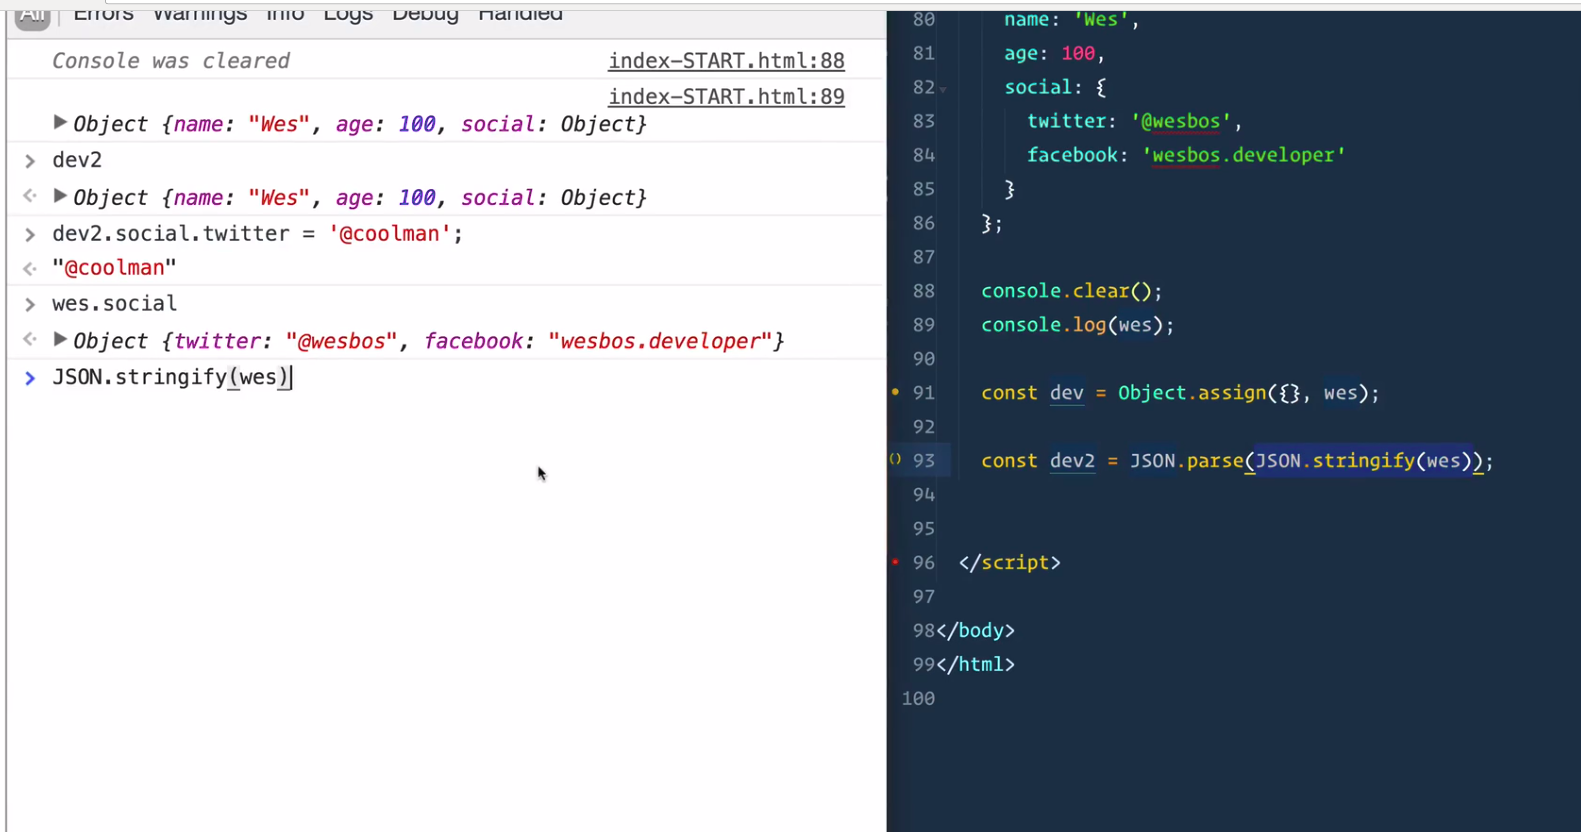 All Errors Warnings Info Logs Debug Handled
Console was cleared index-START.html:88
index-START.html:89
Object {name: "Wes", age: 100, social: Object}
> dev2
Object {name: "Wes", age: 100, social: Object}
> dev2.social.twitter = '@coolman';
"@coolman"
> wes.social
Object {twitter: "@wesbos", facebook: "wesbos.developer"}
> JSON.stringify(wes)
80 name: 'Wes',
81 age: 100,
82 social: {
83 twitter: '@wesbos',
84 facebook: 'wesbos.developer'
85 }
86 };
87
88 console.clear();
89 console.log(wes);
90
91 const dev = Object.assign({}, wes);
92
93 const dev2 = JSON.parse(JSON.stringify(wes));
94
95
96 </script>
97
98 </body>
99 </html>
100